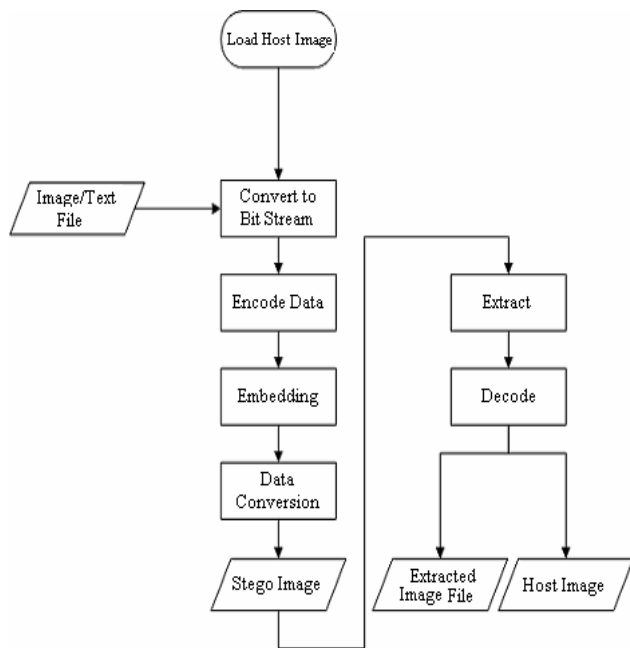 Load Host Image
Image/Text
File
Convert to
Bit Stream
Encode Data
Embedding
Data
Conversion
Stego Image
Extract
Decode
Extracted
Image File
Host Image